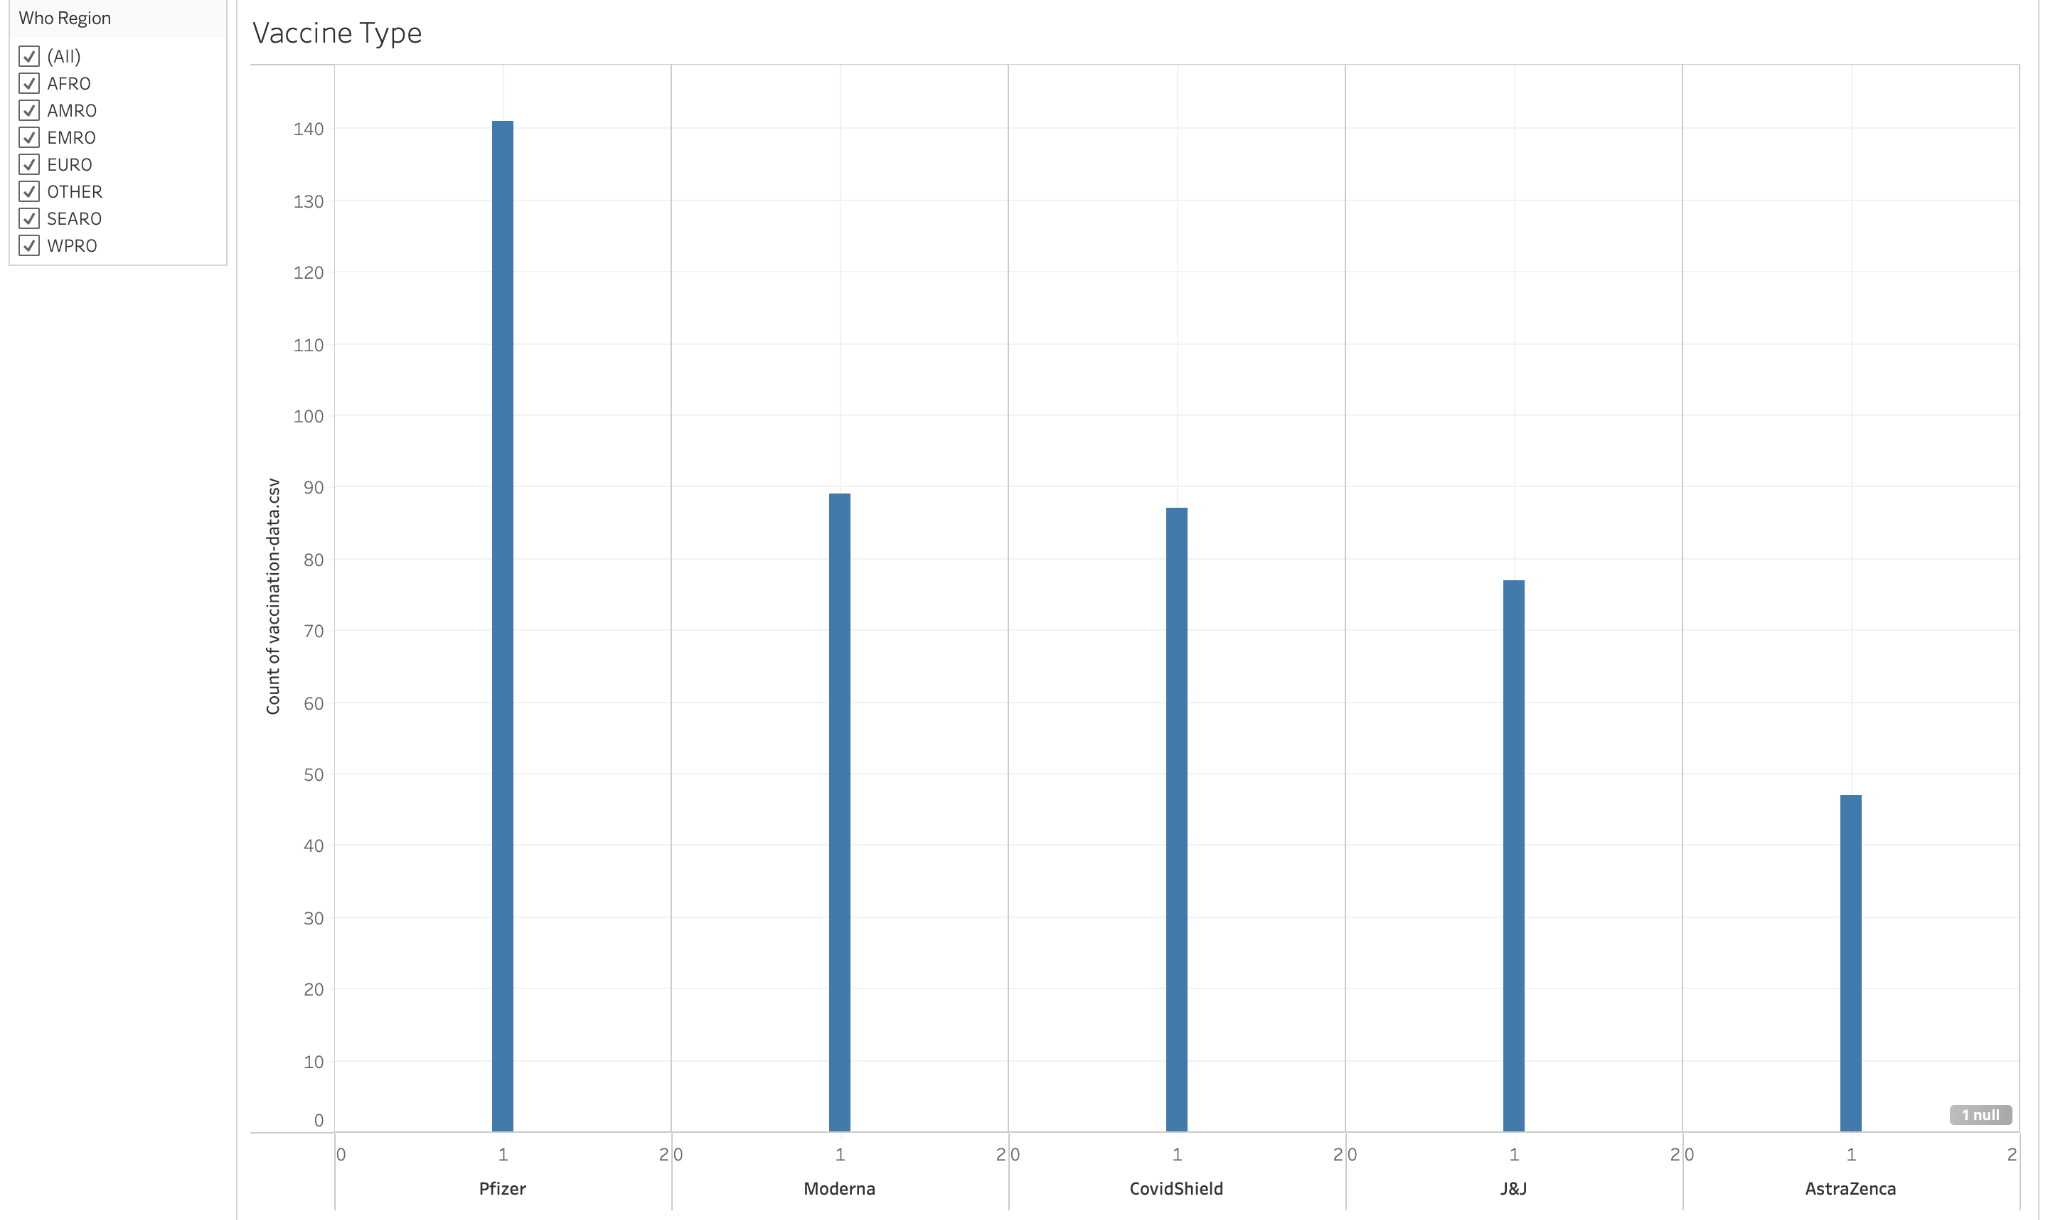 Who Region
(All)
AFRO
AMRO
EMRO
EURO
OTHER
SEARO
WPRO
Vaccine Type
Count of vaccination-data.csv
140
130
120
110
100
90
80
70
60
50
40
30
20
10
0
1 null
0 1 2 0 1 2 0 1 2 0 1 2 0 1 2
Pfizer Moderna CovidShield J&J AstraZenca